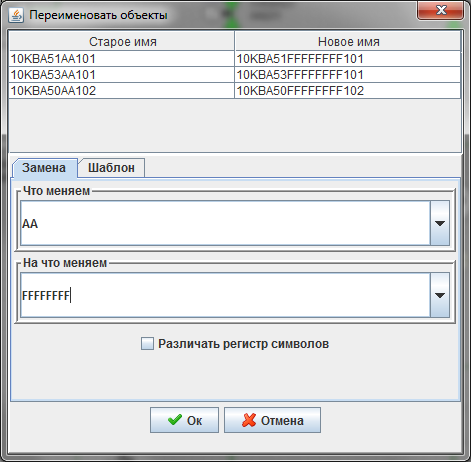 Переименовать объекты
Старое имя Новое имя
10KBA51AA101 10KBA51FFFFFFFF101
10KBA53AA101 10KBA53FFFFFFFF101
10KBA50AA102 10KBA50FFFFFFFF102
Замена Шаблон
Что меняем
AA
На что меняем
FFFFFFFF
Различать регистр символов
Ок Отмена